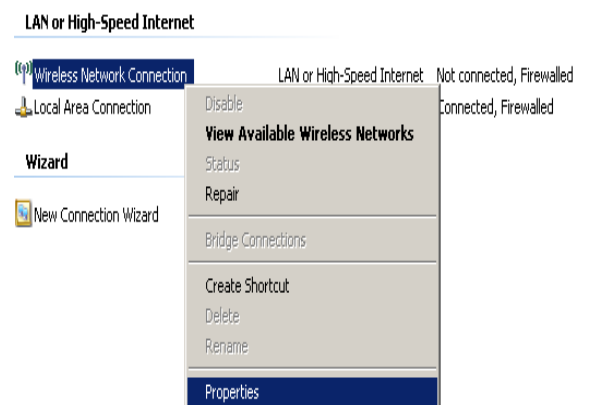 LAN or High-Speed Internet
Wireless Network Connection LAN or High-Speed Internet Not connected, Firewalled
Local Area Connection Connected, Firewalled
Disable
View Available Wireless Networks
Status
Repair
Bridge Connections
Create Shortcut
Delete
Rename
Properties
Wizard
New Connection Wizard